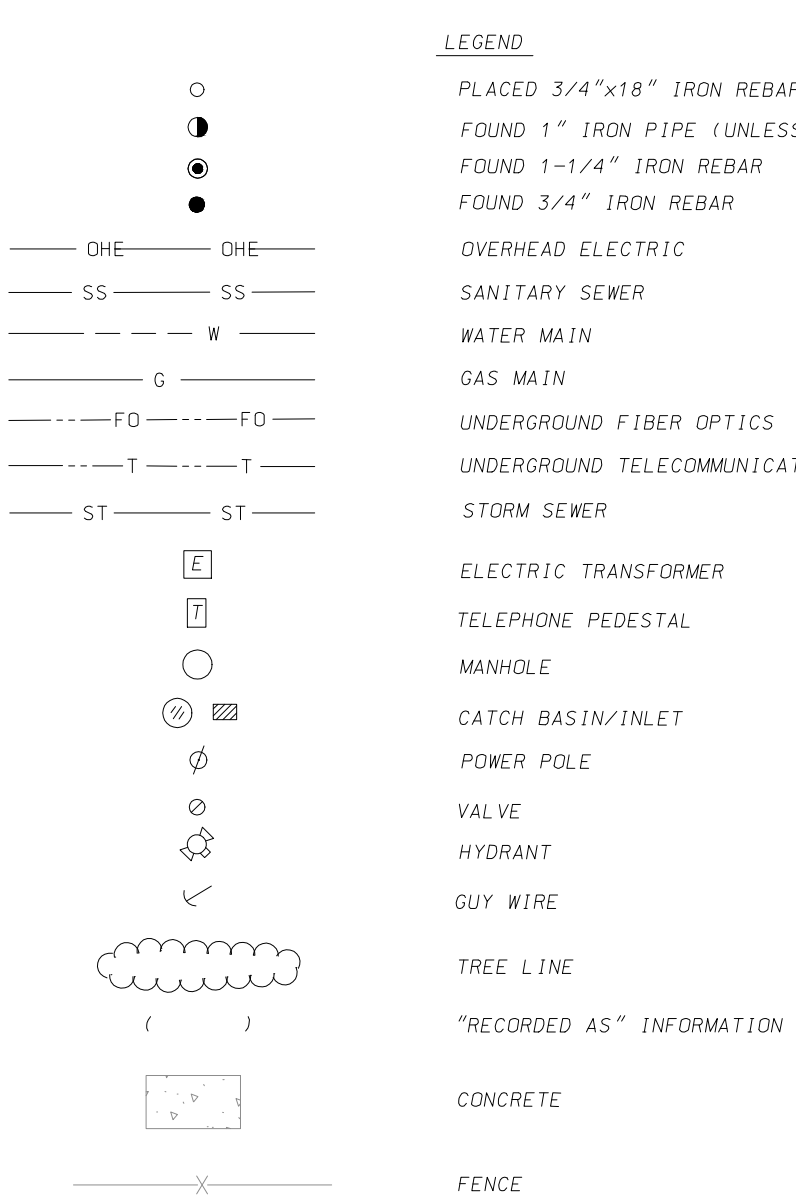 LEGEND
PLACED 3/4"x18" IRON REBAR
FOUND 1" IRON PIPE (UNLESS
FOUND 1-1/4" IRON REBAR
FOUND 3/4" IRON REBAR
OHE OHE OVERHEAD ELECTRIC
SS SS SANITARY SEWER
W WATER MAIN
G GAS MAIN
FO FO UNDERGROUND FIBER OPTICS
T T UNDERGROUND
ST ST STORM SEWER
E ELECTRIC TRANSFORMER
T TELEPHONE PEDESTAL
MANHOLE
CATCH BASIN/INLET
POWER POLE
VALVE
HYDRANT
GUY WIRE
TREE LINE
( ) "RECORDED AS" INFORMATION
CONCRETE
X FENCE